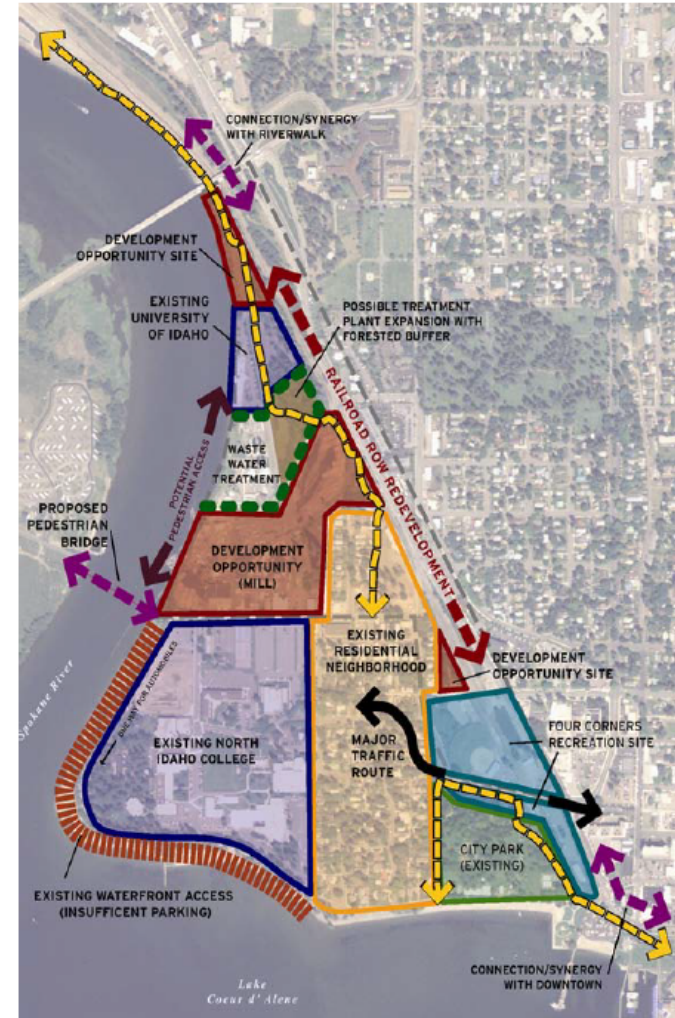 CONNECTION/SYNERGY
WITH RIVERWALK
DEVELOPMENT
OPPORTUNITY SITE
EXISTING
UNIVERSITY
OF IDAHO
POSSIBLE TREATMENT
PLANT EXPANSION WITH
FORESTED BUFFER
RAILROAD ROW REDEVELOPMENT
POTENTIAL
PEDESTRIAN ACCESS
WASTE
WATER
TREATMENT
PROPOSED
PEDESTRIAN
BRIDGE
DEVELOPMENT
OPPORTUNITY
(MILL)
EXISTING
RESIDENTIAL
NEIGHBORHOOD
DEVELOPMENT
OPPORTUNITY SITE
Spokane River
FOR AUTOMOBILES
EXISTING NORTH
IDAHO COLLEGE
MAJOR
TRAFFIC
ROUTE
FOUR CORNERS
RECREATION SITE
CITY PARK
(EXISTING)
EXISTING WATERFRONT ACCESS
(INSUFFICENT PARKING)
CONNECTION/SYNERGY
WITH DOWNTOWN
Lake
Coeur d' Alene